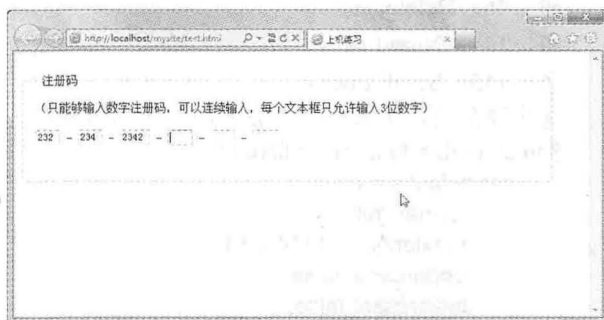 http://localhost/mysite/test.html
上机练习
注册码
（只能够输入数字注册码，可以连续输入，每个文本框只允许输入3位数字）
232 - 234 - 2342 - - -